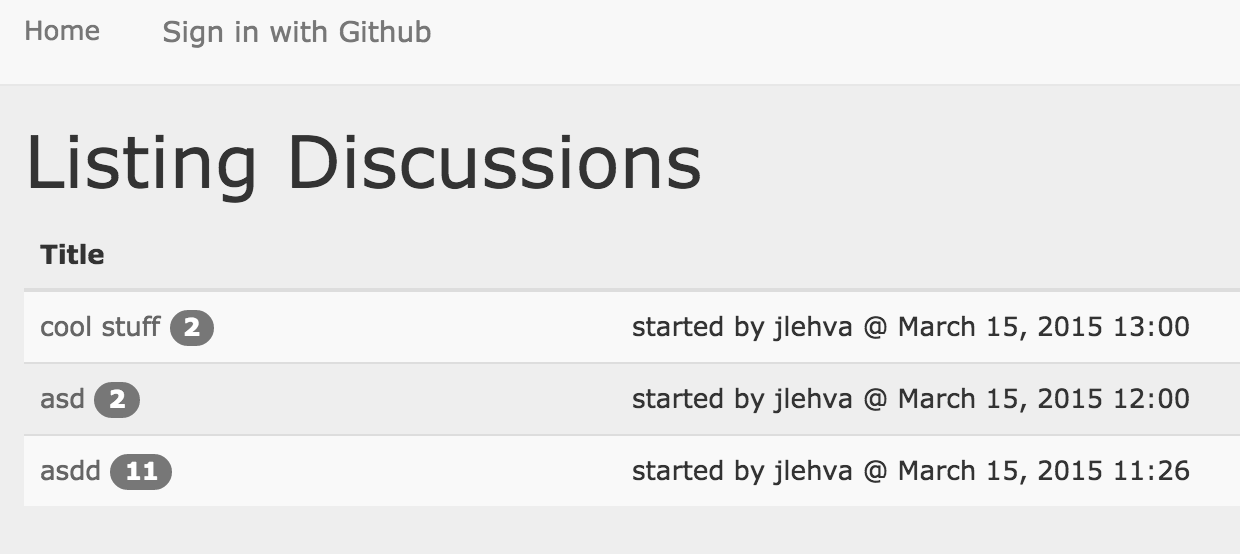 Home Sign in with Github
Listing Discussions
Title
cool stuff 2 started by jlehva @ March 15, 2015 13:00
asd 2 started by jlehva @ March 15, 2015 12:00
asdd 11 started by jlehva @ March 15, 2015 11:26